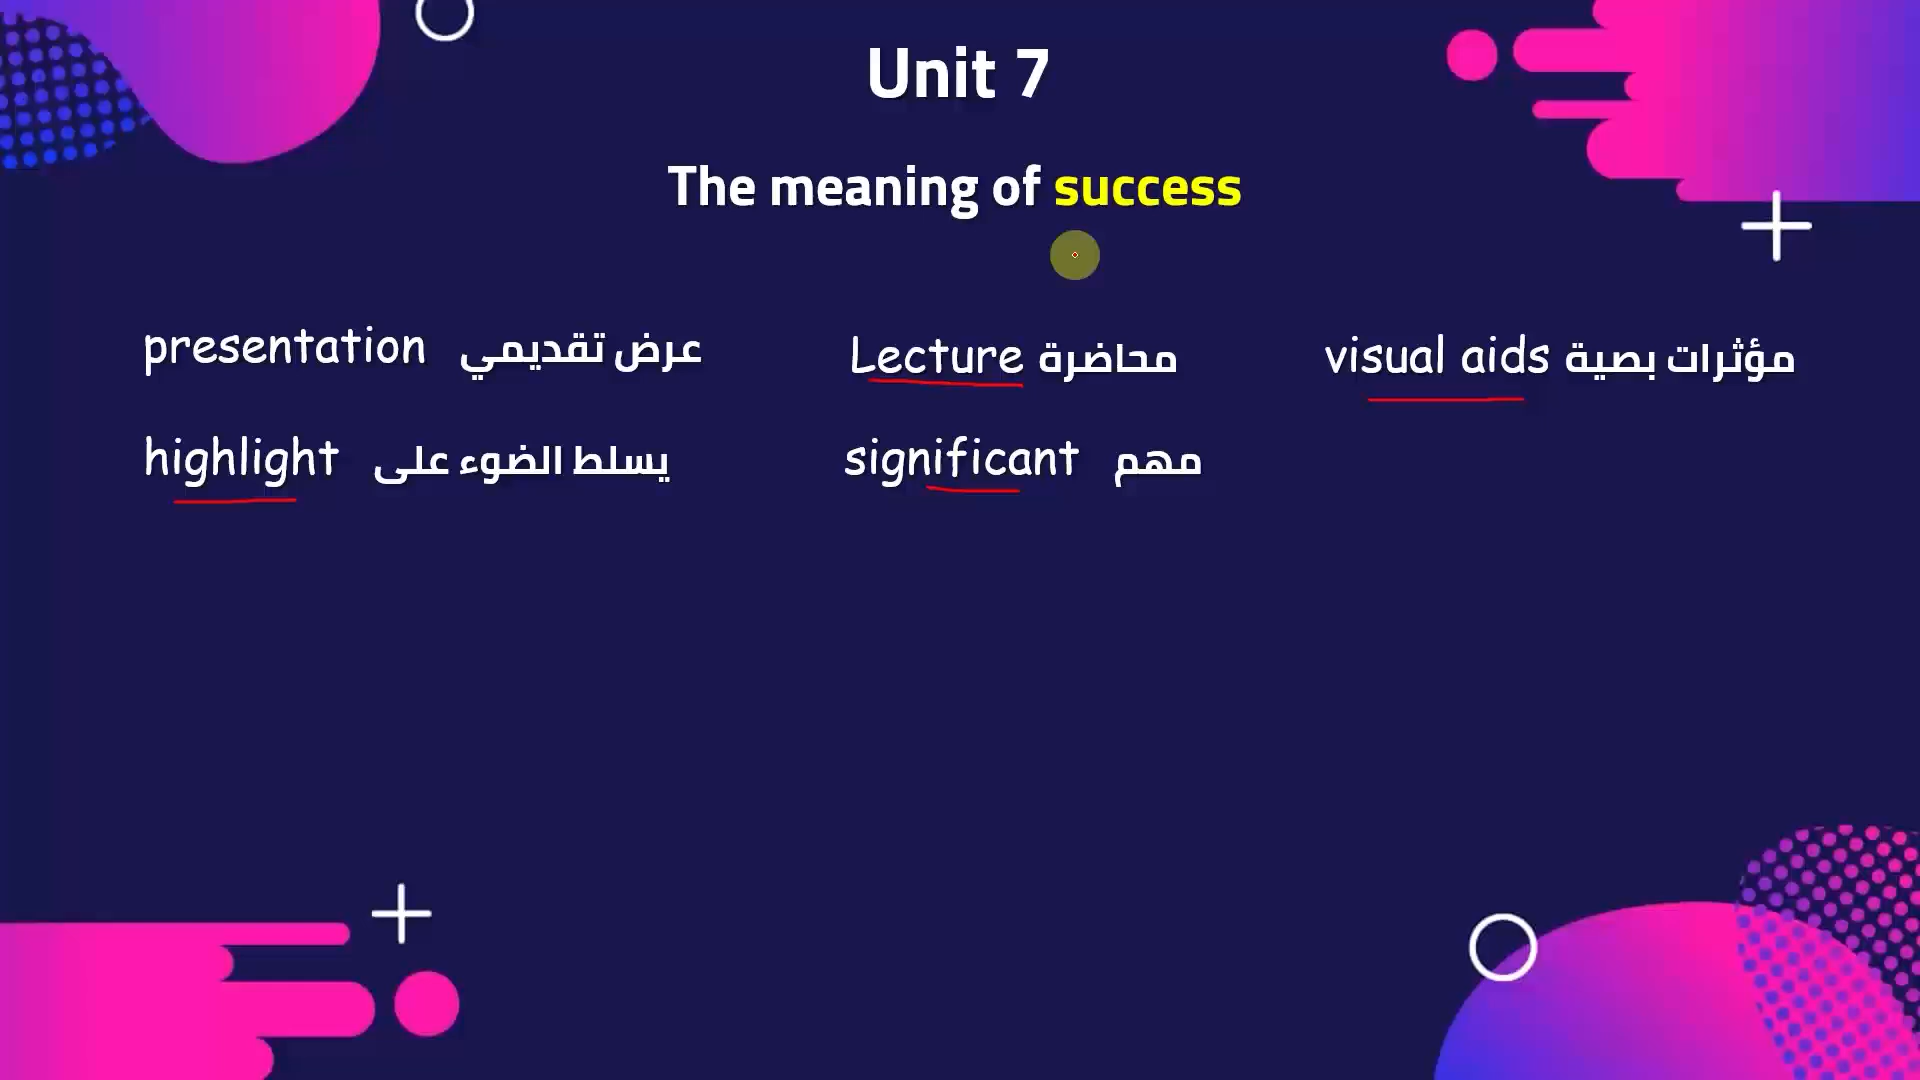 Unit 7
The meaning of success
presentation عرض تقديمي Lecture محاضرة visual aids مؤثرات بصية
highlight يسلط الضوء على significant مهم